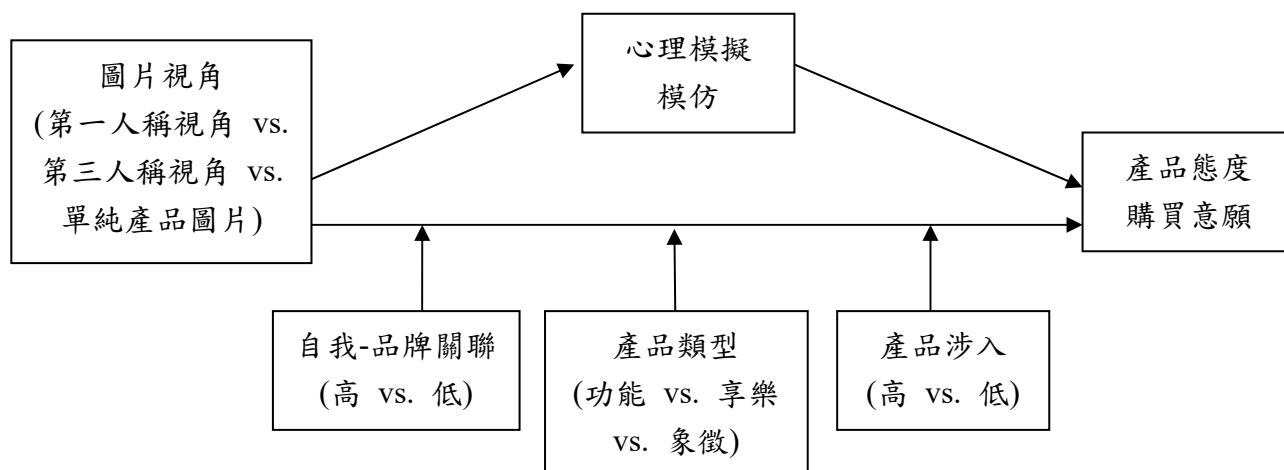 圖片視角
(第一人稱視角 vs.
第三人稱視角 vs.
單純產品圖片)
心理模擬
模仿
產品態度
購買意願
自我-品牌關聯
(高 vs. 低)
產品類型
(功能 vs. 享樂
vs. 象徵)
產品涉入
(高 vs. 低)